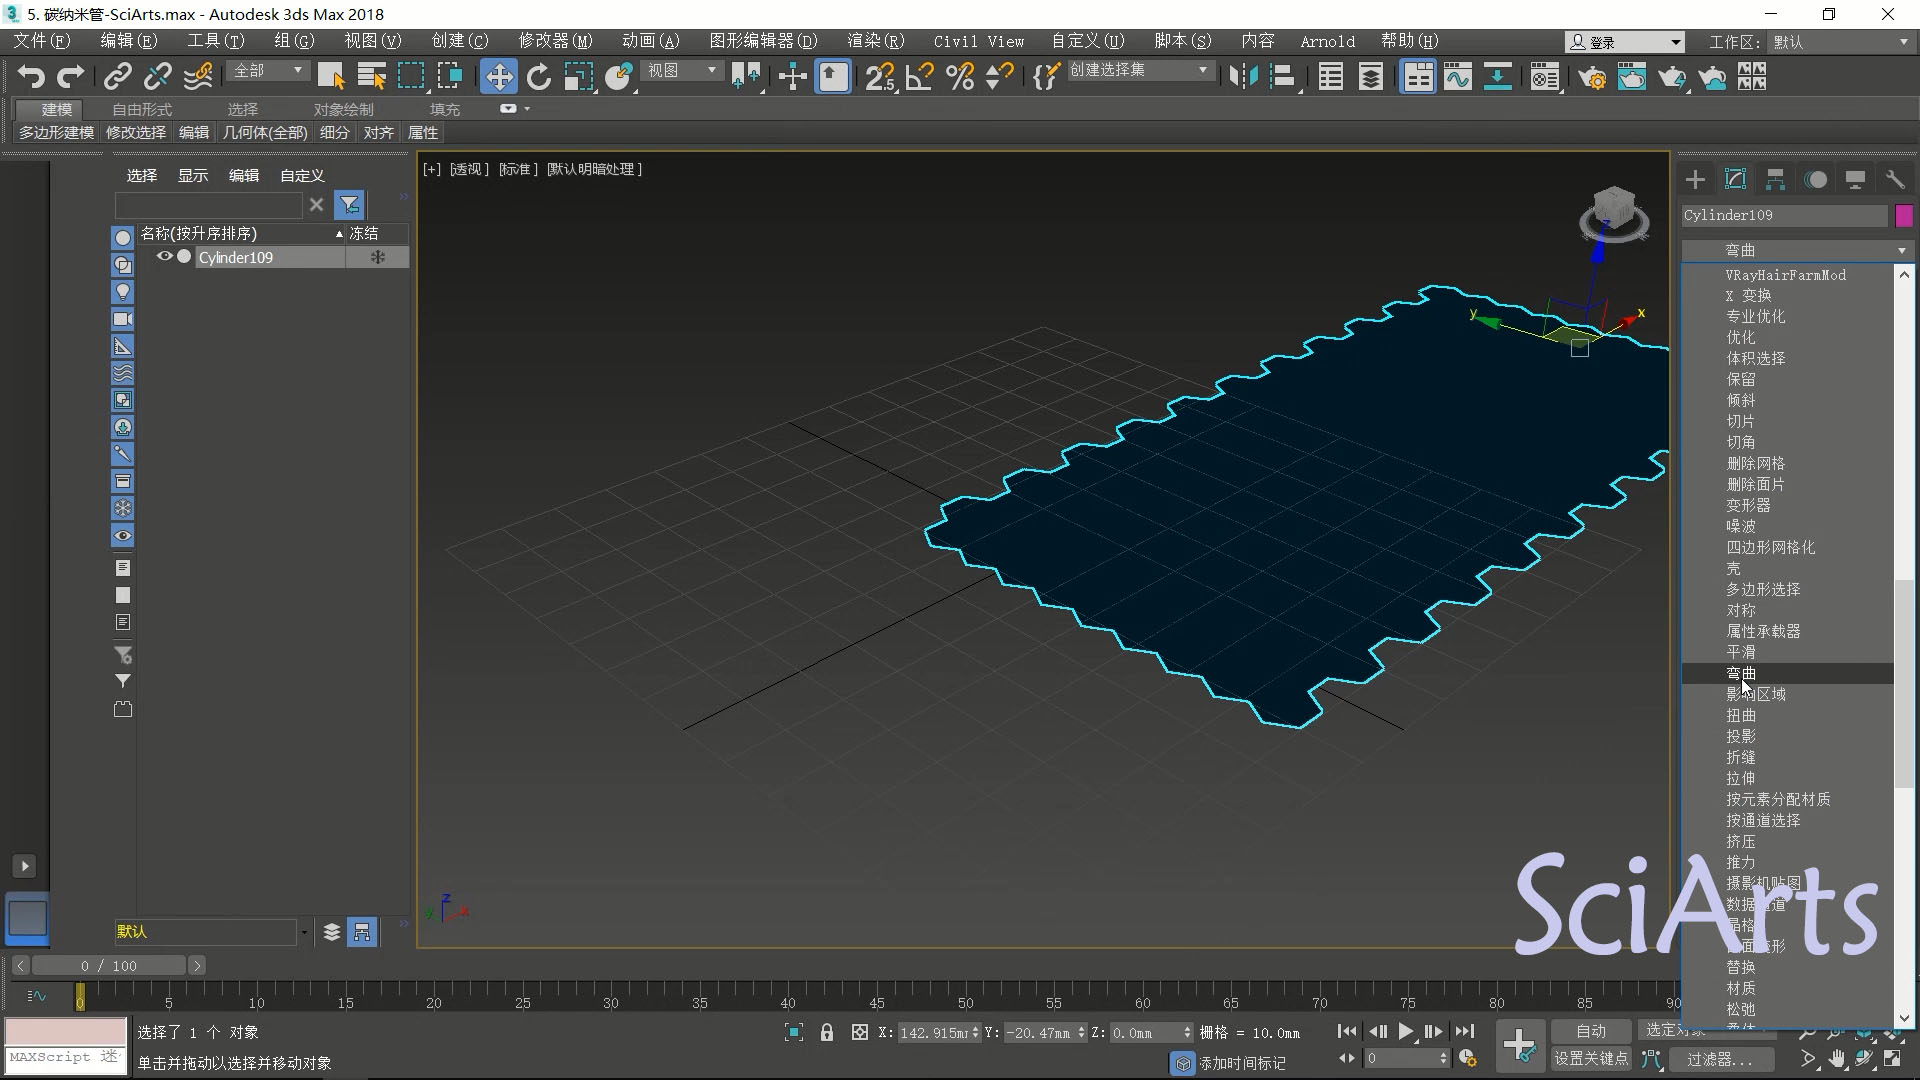 5. 碳纳米管-SciArts.max - Autodesk 3ds Max 2018
文件(F) 编辑(E) 工具(T) 组(G) 视图(V) 创建(C) 修改器(M) 动画(A) 图形编辑器(D) 渲染(R) Civil View 自定义(U) 脚本(S) 内容 Arnold 帮助(H) 登录 工作区: 默认
全部 视图 创建选择集
建模 自由形式 选择 对象绘制 填充
多边形建模 修改选择 编辑 几何体(全部) 细分 对齐 属性
选择 显示 编辑 自定义
名称(按升序排序) 冻结
Cylinder109
默认
[+] [透视] [标准] [默认明暗处理]
x
y
z
Cylinder109
弯曲
VRayHairFarmMod
X 变换
专业优化
优化
体积选择
保留
倾斜
切片
切角
删除网格
删除面片
变形器
噪波
四边形网格化
壳
多边形选择
对称
属性承载器
平滑
弯曲
影响区域
扭曲
投影
折缝
拉伸
按元素分配材质
按通道选择
挤压
推力
摄影机贴图
数据通道
晶格
替换
材质
松弛
SciArts
0 / 100
0 5 10 15 20 25 30 35 40 45 50 55 60 65 70 75 80 85 90
选择了 1 个 对象
X: 142.915mm Y: -20.47mm Z: 0.0mm 栅格 = 10.0mm
自动 选定对象
MAXScript 迷
单击并拖动以选择并移动对象
添加时间标记
0
设置关键点 过滤器...